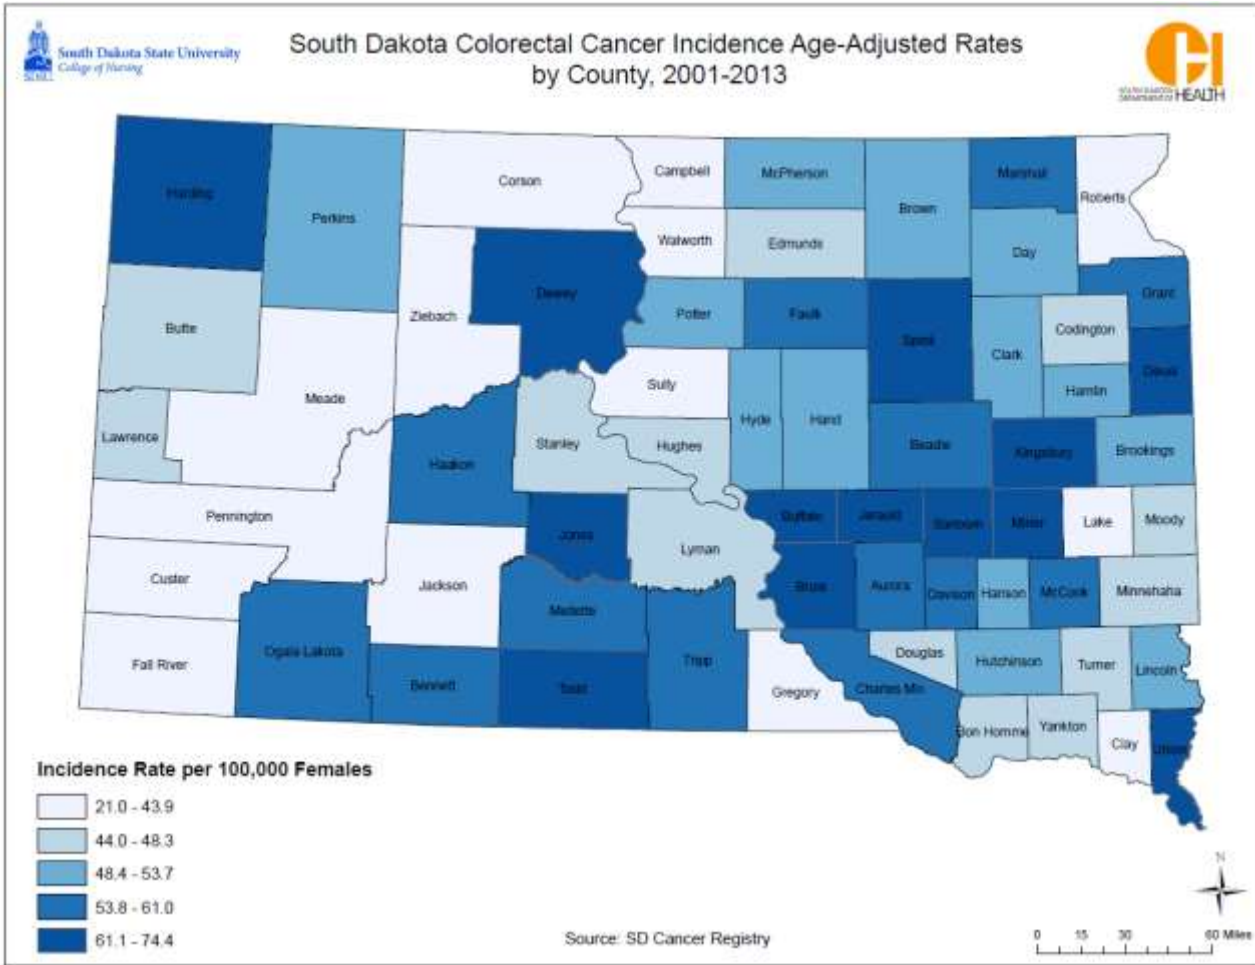 South Dakota State University
College of Nursing
South Dakota Colorectal Cancer Incidence Age-Adjusted Rates
by County, 2001-2013
SOUTH DAKOTA
DEPARTMENT OF HEALTH
Harding
Perkins
Corson
Campbell
McPherson
Brown
Marshall
Roberts
Walworth
Edmunds
Day
Butte
Ziebach
Dewey
Potter
Faulk
Spink
Clark
Codington
Grant
Meade
Sully
Hyde
Hand
Hamlin
Deuel
Lawrence
Haakon
Stanley
Hughes
Beadle
Kingsbury
Brookings
Pennington
Jones
Lyman
Buffalo
Jerauld
Sanborn
Miner
Lake
Moody
Custer
Jackson
Mellette
Brule
Aurora
Davison
Hanson
McCook
Minnehaha
Fall River
Ogala Lakota
Bennett
Todd
Tripp
Gregory
Charles Mix
Douglas
Hutchinson
Turner
Lincoln
Bon Homme
Yankton
Clay
Union
Incidence Rate per 100,000 Females
21.0 - 43.9
44.0 - 48.3
48.4 - 53.7
53.8 - 61.0
61.1 - 74.4
Source: SD Cancer Registry
N
0 15 30 60 Miles